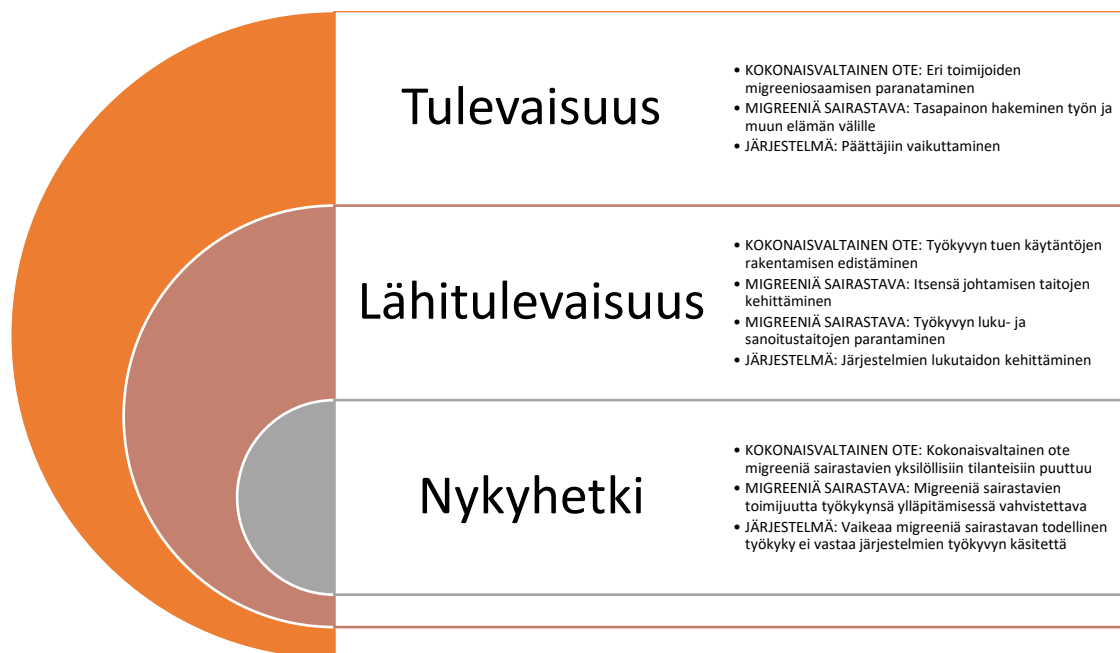 Tulevaisuus
• KOKONAISVALTAINEN OTE: Eri toimijoiden
migreeniosaamisen paranataminen
• MIGREENIÄ SAIRASTAVA: Tasapainon hakeminen työn ja
muun elämän välille
• JÄRJESTELMÄ: Päättäjiin vaikuttaminen
Lähitulevaisuus
• KOKONAISVALTAINEN OTE: Työkyvyn tuen käytäntöjen
rakentamisen edistäminen
• MIGREENIÄ SAIRASTAVA: Itsensä johtamisen taitojen
kehittäminen
• MIGREENIÄ SAIRASTAVA: Työkyvyn luku- ja
sanoitustaitojen parantaminen
• JÄRJESTELMÄ: Järjestelmien lukutaidon kehittäminen
Nykyhetki
• KOKONAISVALTAINEN OTE: Kokonaisvaltainen ote
migreeniä sairastavien yksilöllisiin tilanteisiin puuttuu
• MIGREENIÄ SAIRASTAVA: Migreeniä sairastavien
toimijuutta työkykynsä ylläpitämisessä vahvistettava
• JÄRJESTELMÄ: Vaikeaa migreeniä sairastavan todellinen
työkyky ei vastaa järjestelmien työkyvyn käsitettä